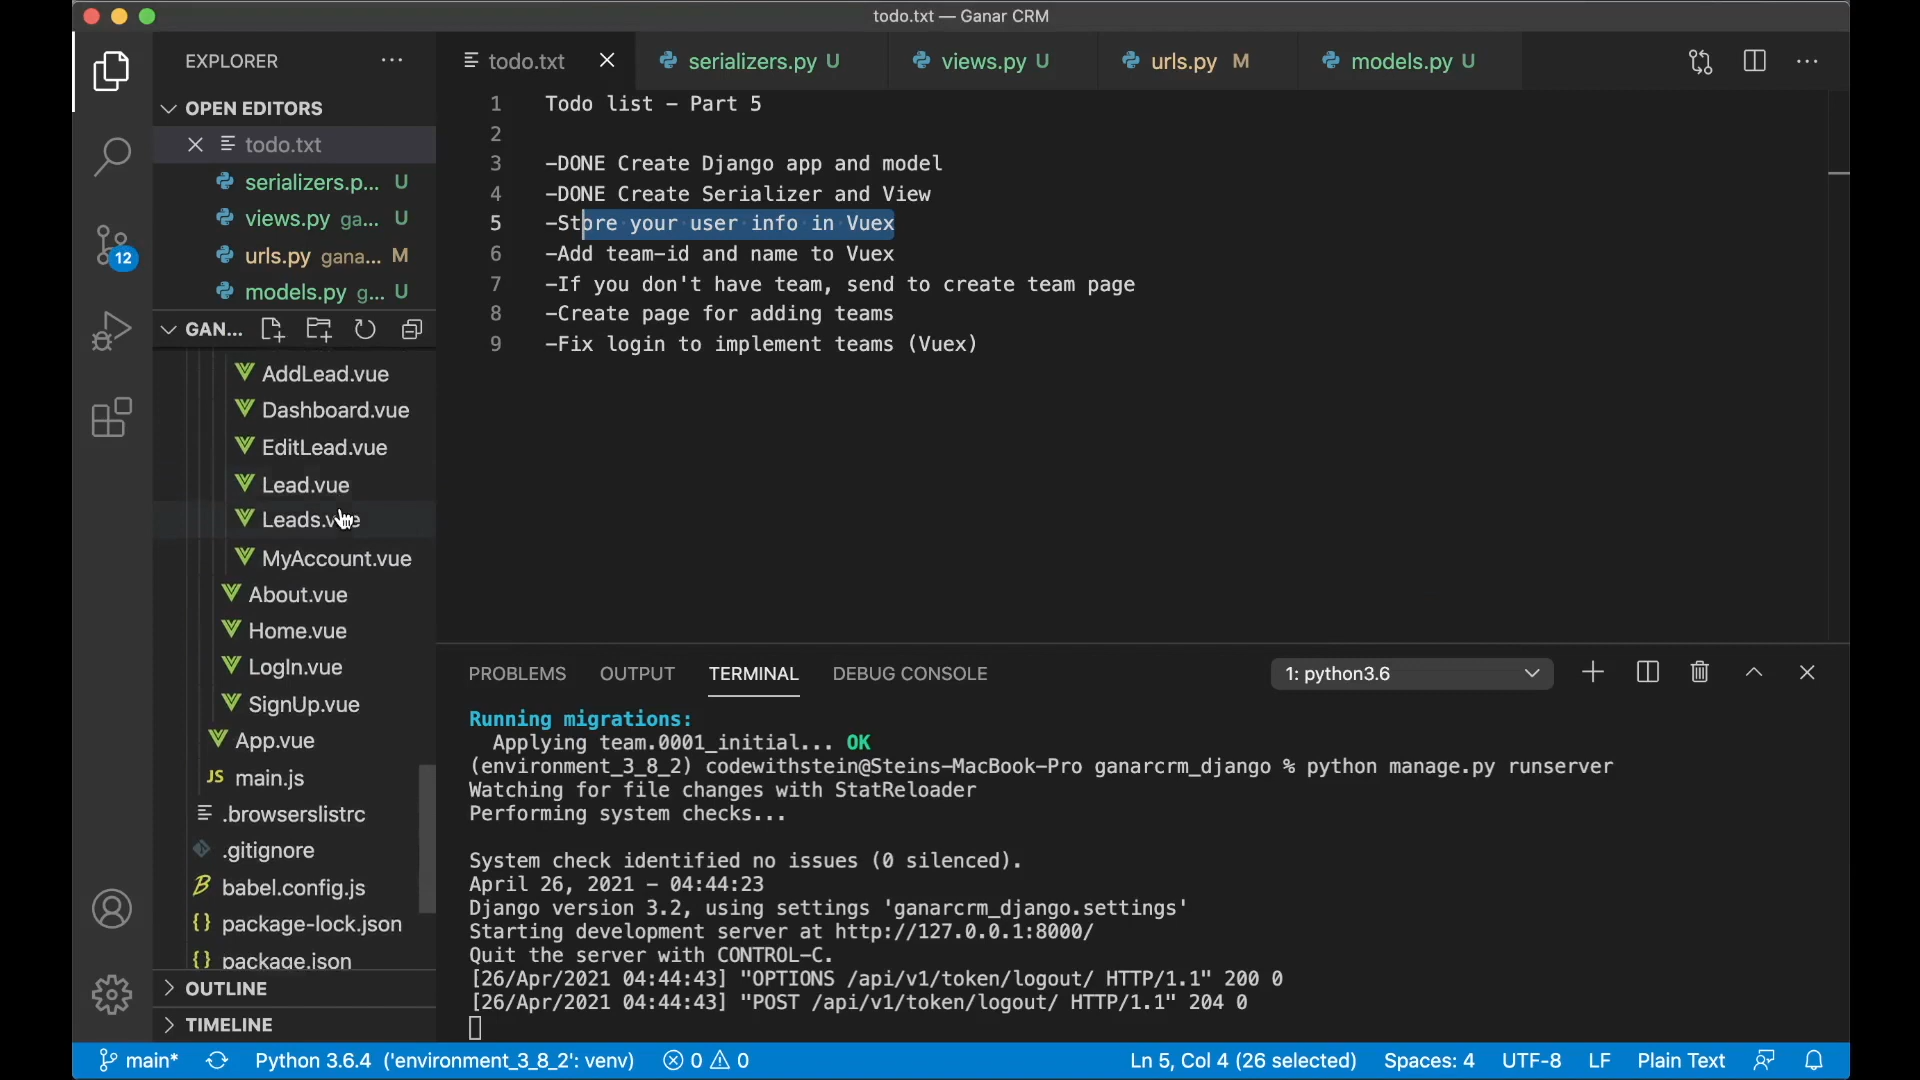 todo.txt — Ganar CRM
EXPLORER
OPEN EDITORS
todo.txt
serializers.p... U
views.py ga... U
urls.py gana... M
models.py g... U
GAN...
AddLead.vue
Dashboard.vue
EditLead.vue
Lead.vue
Leads.vue
MyAccount.vue
About.vue
Home.vue
LogIn.vue
SignUp.vue
App.vue
JS main.js
.browserslistrc
.gitignore
babel.config.js
{} package-lock.json
{} package.json
OUTLINE
TIMELINE
12
todo.txt serializers.py U views.py U urls.py M models.py U
1 Todo list - Part 5
2
3 -DONE Create Django app and model
4 -DONE Create Serializer and View
5 -Store your user info in Vuex
6 -Add team-id and name to Vuex
7 -If you don't have team, send to create team page
8 -Create page for adding teams
9 -Fix login to implement teams (Vuex)
PROBLEMS OUTPUT TERMINAL DEBUG CONSOLE 1: python3.6
Running migrations:
Applying team.0001_initial... OK
(environment_3_8_2) codewithstein@Steins-MacBook-Pro ganarcrm_django % python manage.py runserver
Watching for file changes with StatReloader
Performing system checks...
System check identified no issues (0 silenced).
April 26, 2021 - 04:44:23
Django version 3.2, using settings 'ganarcrm_django.settings'
Starting development server at http://127.0.0.1:8000/
Quit the server with CONTROL-C.
[26/Apr/2021 04:44:43] "OPTIONS /api/v1/token/logout/ HTTP/1.1" 200 0
[26/Apr/2021 04:44:43] "POST /api/v1/token/logout/ HTTP/1.1" 204 0
main* Python 3.6.4 ('environment_3_8_2': venv) 0 0 Ln 5, Col 4 (26 selected) Spaces: 4 UTF-8 LF Plain Text